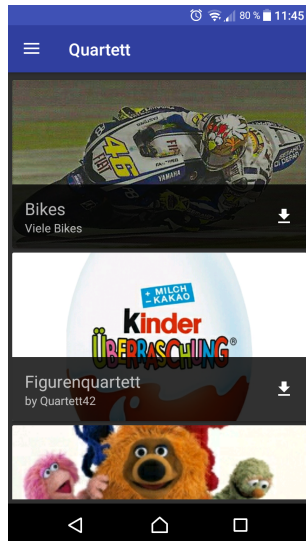 80 % 11:45
Quartett
46
YAMAHA
Bikes
Viele Bikes
+ MILCH
- KAKAO
Kinder
ÜBERRASCHUNG®
Figurenquartett
by Quartett42